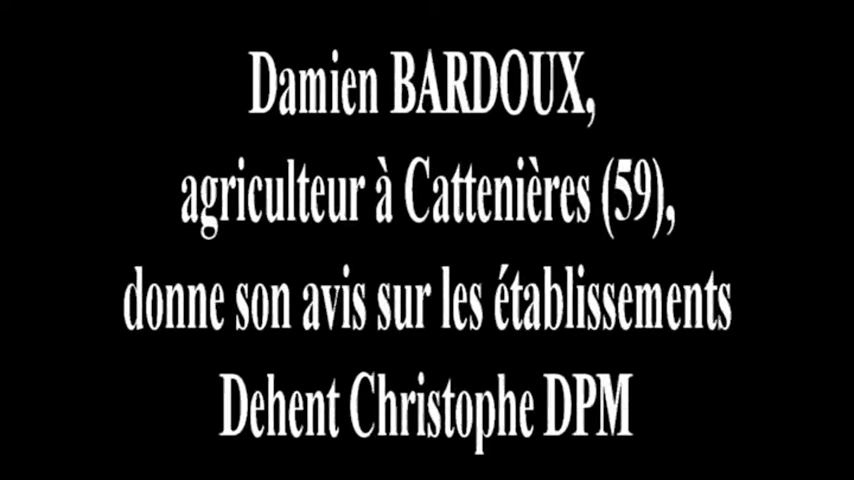 Damien BARDOUX,
agriculteur à Cattenières (59),
donne son avis sur les établissements
Dehent Christophe DPM